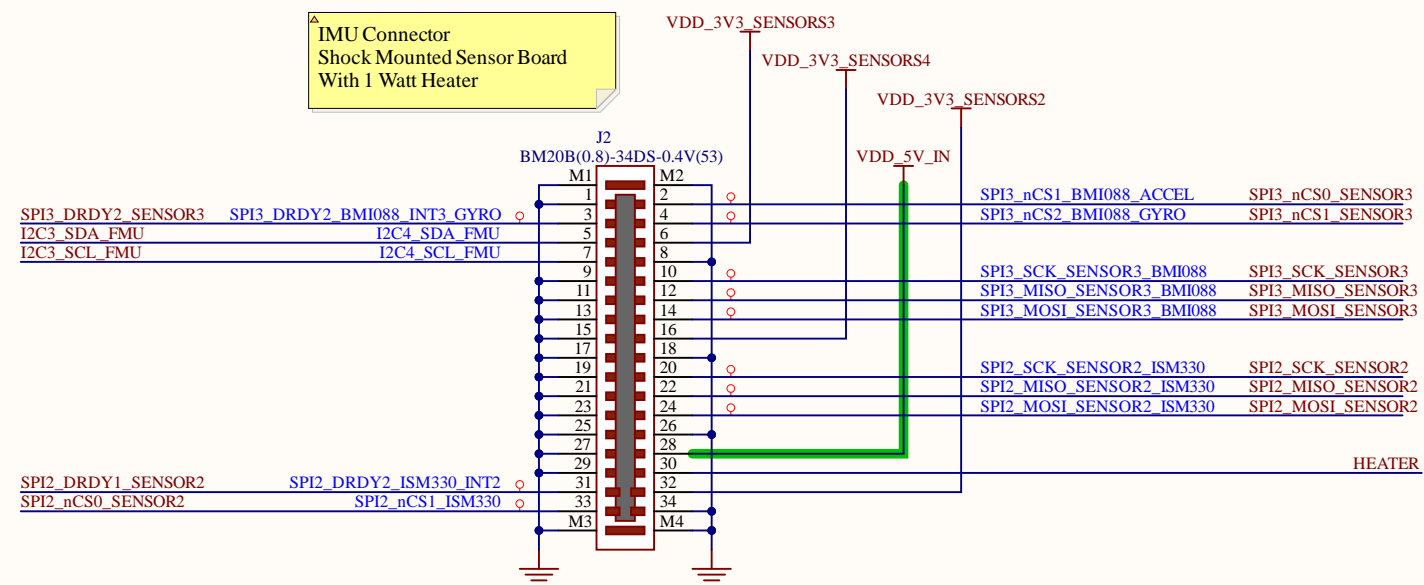 IMU Connector
Shock Mounted Sensor Board
With 1 Watt Heater
VDD_3V3_SENSORS3
VDD_3V3_SENSORS4
VDD_3V3_SENSORS2
VDD_5V_IN
J2
BM20B(0.8)-34DS-0.4V(53)
M1 M2
1 2 SPI3_nCS1_BMI088_ACCEL SPI3_nCS0_SENSOR3
SPI3_DRDY2_SENSOR3 SPI3_DRDY2_BMI088_INT3_GYRO 3 4 SPI3_nCS2_BMI088_GYRO SPI3_nCS1_SENSOR3
I2C3_SDA_FMU I2C4_SDA_FMU 5 6
I2C3_SCL_FMU I2C4_SCL_FMU 7 8
9 10 SPI3_SCK_SENSOR3_BMI088 SPI3_SCK_SENSOR3
11 12 SPI3_MISO_SENSOR3_BMI088 SPI3_MISO_SENSOR3
13 14 SPI3_MOSI_SENSOR3_BMI088 SPI3_MOSI_SENSOR3
15 16
17 18
19 20 SPI2_SCK_SENSOR2_ISM330 SPI2_SCK_SENSOR2
21 22 SPI2_MISO_SENSOR2_ISM330 SPI2_MISO_SENSOR2
23 24 SPI2_MOSI_SENSOR2_ISM330 SPI2_MOSI_SENSOR2
25 26
27 28
29 30 HEATER
SPI2_DRDY1_SENSOR2 SPI2_DRDY2_ISM330_INT2 31 32
SPI2_nCS0_SENSOR2 SPI2_nCS1_ISM330 33 34
M3 M4